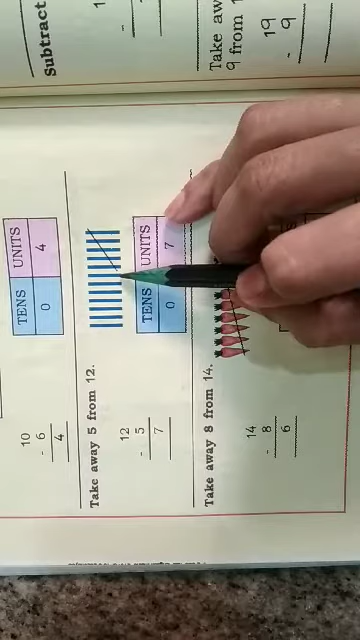 Subtract
Take aw
9 from 1
19
- 9
10
- 6
4
TENS UNITS
0 4
Take away 5 from 12.
12
- 5
7
TENS UNITS
0 7
Take away 8 from 14.
14
- 8
6